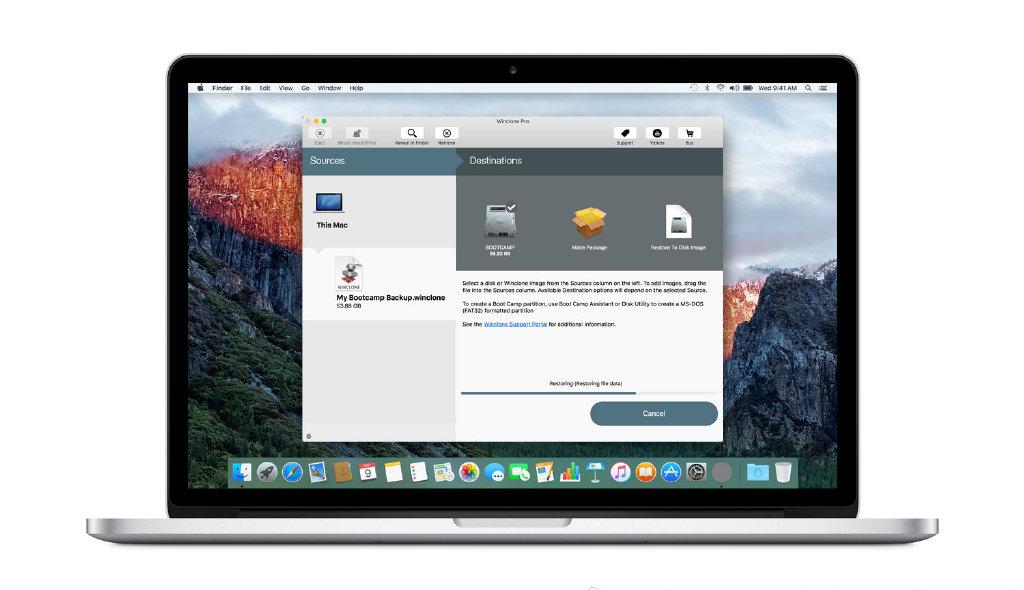 Finder File Edit View Go Window Help
Wed 9:41 AM
Winclone Pro
Eject Mount Read/Write Reveal in Finder Remove Support Videos Buy
Sources
Destinations
This Mac
BOOTCAMP
Make Package
Restore To Disk Image
WINCLONE
My Bootcamp Backup.winclone
53.88 GB
Select a disk or Winclone image from the Sources column on the left. To add images, drag the
file into the Sources column. Available Destination options will depend on the selected Source.
To create a Boot Camp partition, use Boot Camp Assistant or Disk Utility to create a MS-DOS
(FAT32) formatted partition
See the Winclone Support Portal for additional information.
Restoring (Restoring file data)
Cancel
9